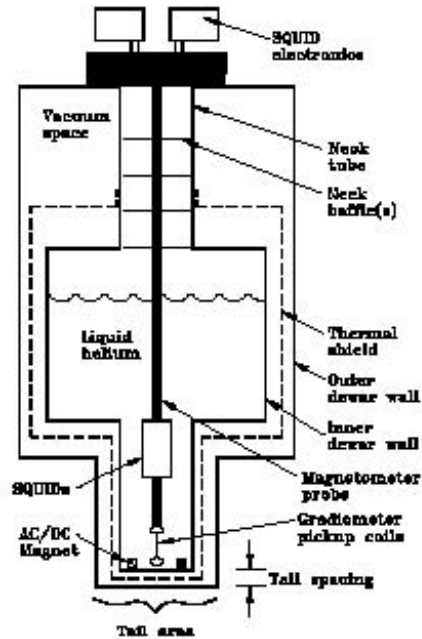 SQUID
electronics
Vacuum
space
Neck
tube
Neck
baffle(s)
Liquid
helium
Thermal
shield
Outer
dewar wall
Inner
dewar wall
SQUIDs
Magnetometer
probe
AC/DC
Magnet
Gradiometer
pickup coils
Tail spacing
Tail area